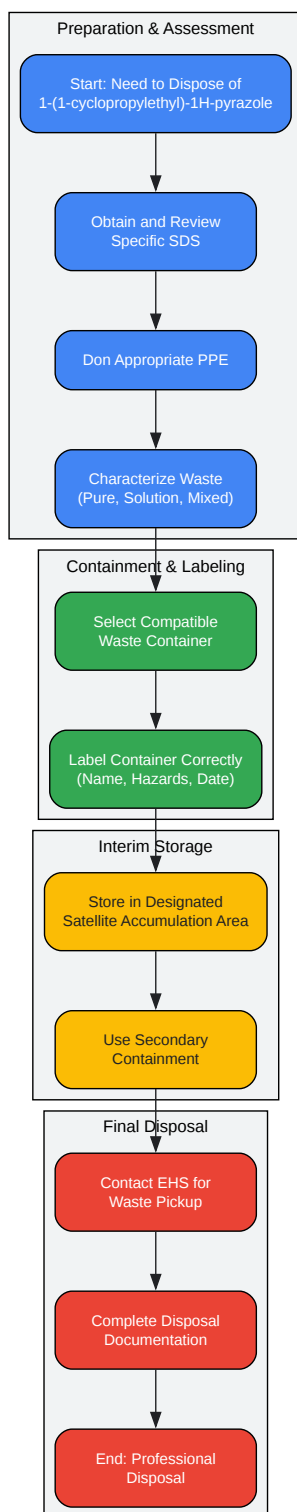 Preparation & Assessment
Start: Need to Dispose of
1-(1-cyclopropylethyl)-1H-pyrazole
Obtain and Review
Specific SDS
Don Appropriate PPE
Characterize Waste
(Pure, Solution, Mixed)
Containment & Labeling
Select Compatible
Waste Container
Label Container Correctly
(Name, Hazards, Date)
Interim Storage
Store in Designated
Satellite Accumulation Area
Use Secondary
Containment
Final Disposal
Contact EHS for
Waste Pickup
Complete Disposal
Documentation
End: Professional
Disposal